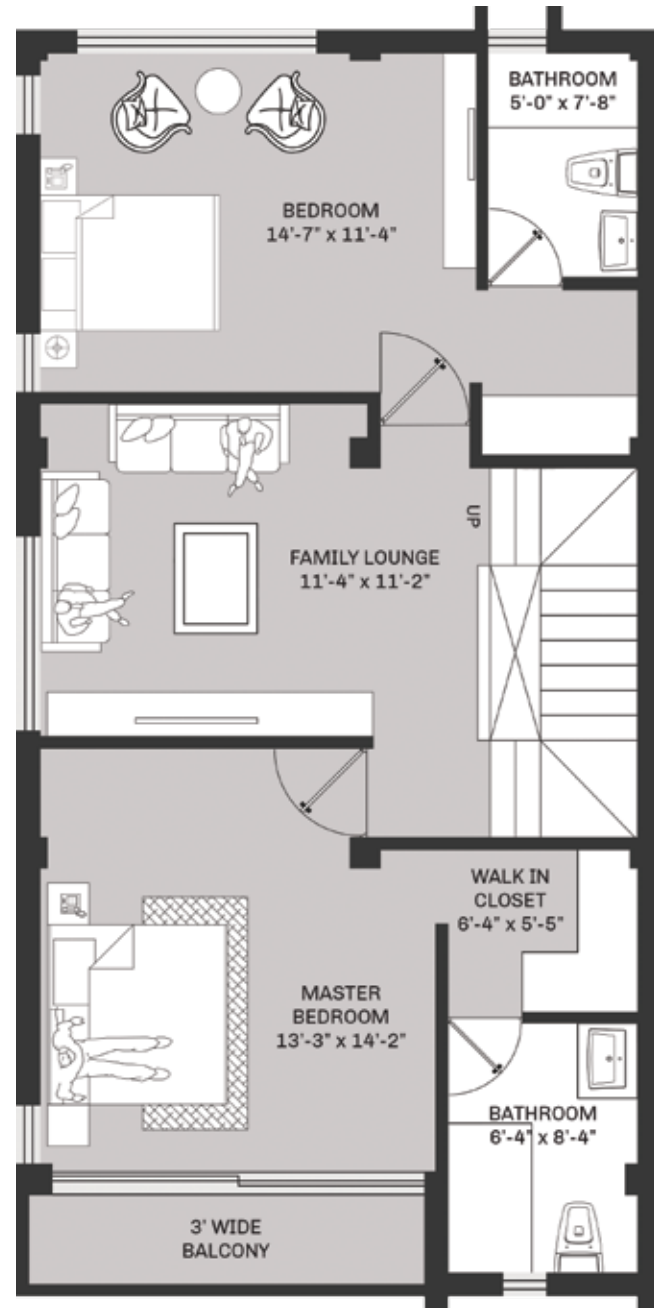 BATHROOM
5'-0" x 7'-8"
BEDROOM
14'-7" x 11'-4"
UP
FAMILY LOUNGE
11'-4" x 11'-2"
WALK IN
CLOSET
6'-4" x 5'-5"
MASTER
BEDROOM
13'-3" x 14'-2"
BATHROOM
6'-4" x 8'-4"
3' WIDE
BALCONY